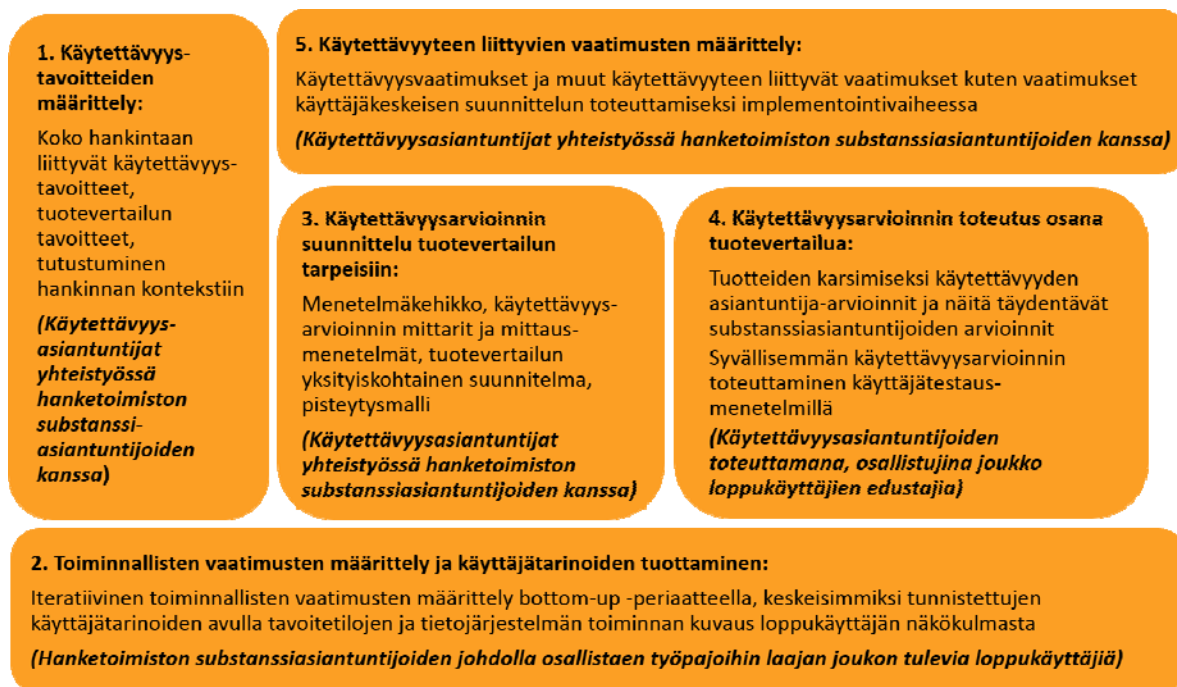 1. Käytettävyys-
tavoitteiden
määrittely:
Koko hankintaan
liittyvät käytettävyys-
tavoitteet,
tuotevertailun
tavoitteet,
tutustuminen
hankinnan kontekstiin
(Käytettävyys-
asiantuntijat
yhteistyössä
hanketoimiston
substanssi-
asiantuntijoiden
kanssa)
5. Käytettävyyteen liittyvien vaatimusten määrittely:
Käytettävyysvaatimukset ja muut käytettävyyteen liittyvät vaatimukset kuten vaatimukset
käyttäjäkeskeisen suunnittelun toteuttamiseksi implementointivaiheessa
(Käytettävyysasiantuntijat yhteistyössä hanketoimiston substanssiasiantuntijoiden kanssa)
3. Käytettävyysarvioinnin
suunnittelu tuotevertailun
tarpeisiin:
Menetelmäkehikko, käytettävyys-
arvioinnin mittarit ja mittaus-
menetelmät, tuotevertailun
yksityiskohtainen suunnitelma,
pisteytysmalli
(Käytettävyysasiantuntijat
yhteistyössä hanketoimiston
substanssiasiantuntijoiden kanssa)
4. Käytettävyysarvioinnin toteutus osana
tuotevertailua:
Tuotteiden karsimiseksi käytettävyyden
asiantuntija-arvioinnit ja näitä täydentävät
substanssiasiantuntijoiden arvioinnit
Syvällisemmän käytettävyysarvioinnin
toteuttaminen käyttäjätestaus-
menetelmillä
(Käytettävyysasiantuntijoiden
toteuttamana, osallistujina joukko
loppukäyttäjien edustajia)
2. Toiminnallisten vaatimusten määrittely ja käyttäjätarinoiden tuottaminen:
Iteratiivinen toiminnallisten vaatimusten määrittely bottom-up -periaatteella, keskeisimmiksi tunnistettujen
käyttäjätarinoiden avulla tavoitetilojen ja tietojärjestelmän toiminnan kuvaus loppukäyttäjän näkökulmasta
(Hanketoimiston substanssiasiantuntijoiden johdolla osallistaen työpajoihin laajan joukon tulevia loppukäyttäjiä)